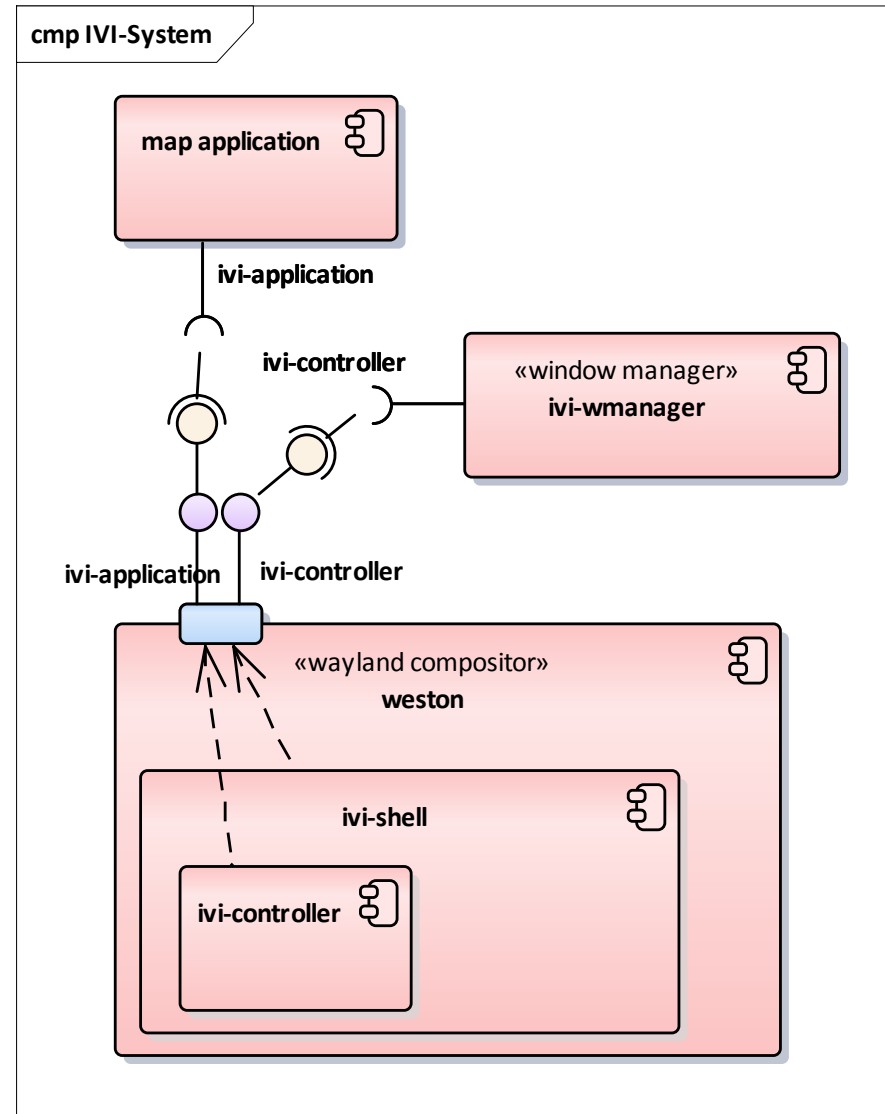 cmp IVI-System
map application
ivi-application
ivi-controller
«window manager»
ivi-wmanager
ivi-application
ivi-controller
«wayland compositor»
weston
ivi-shell
ivi-controller